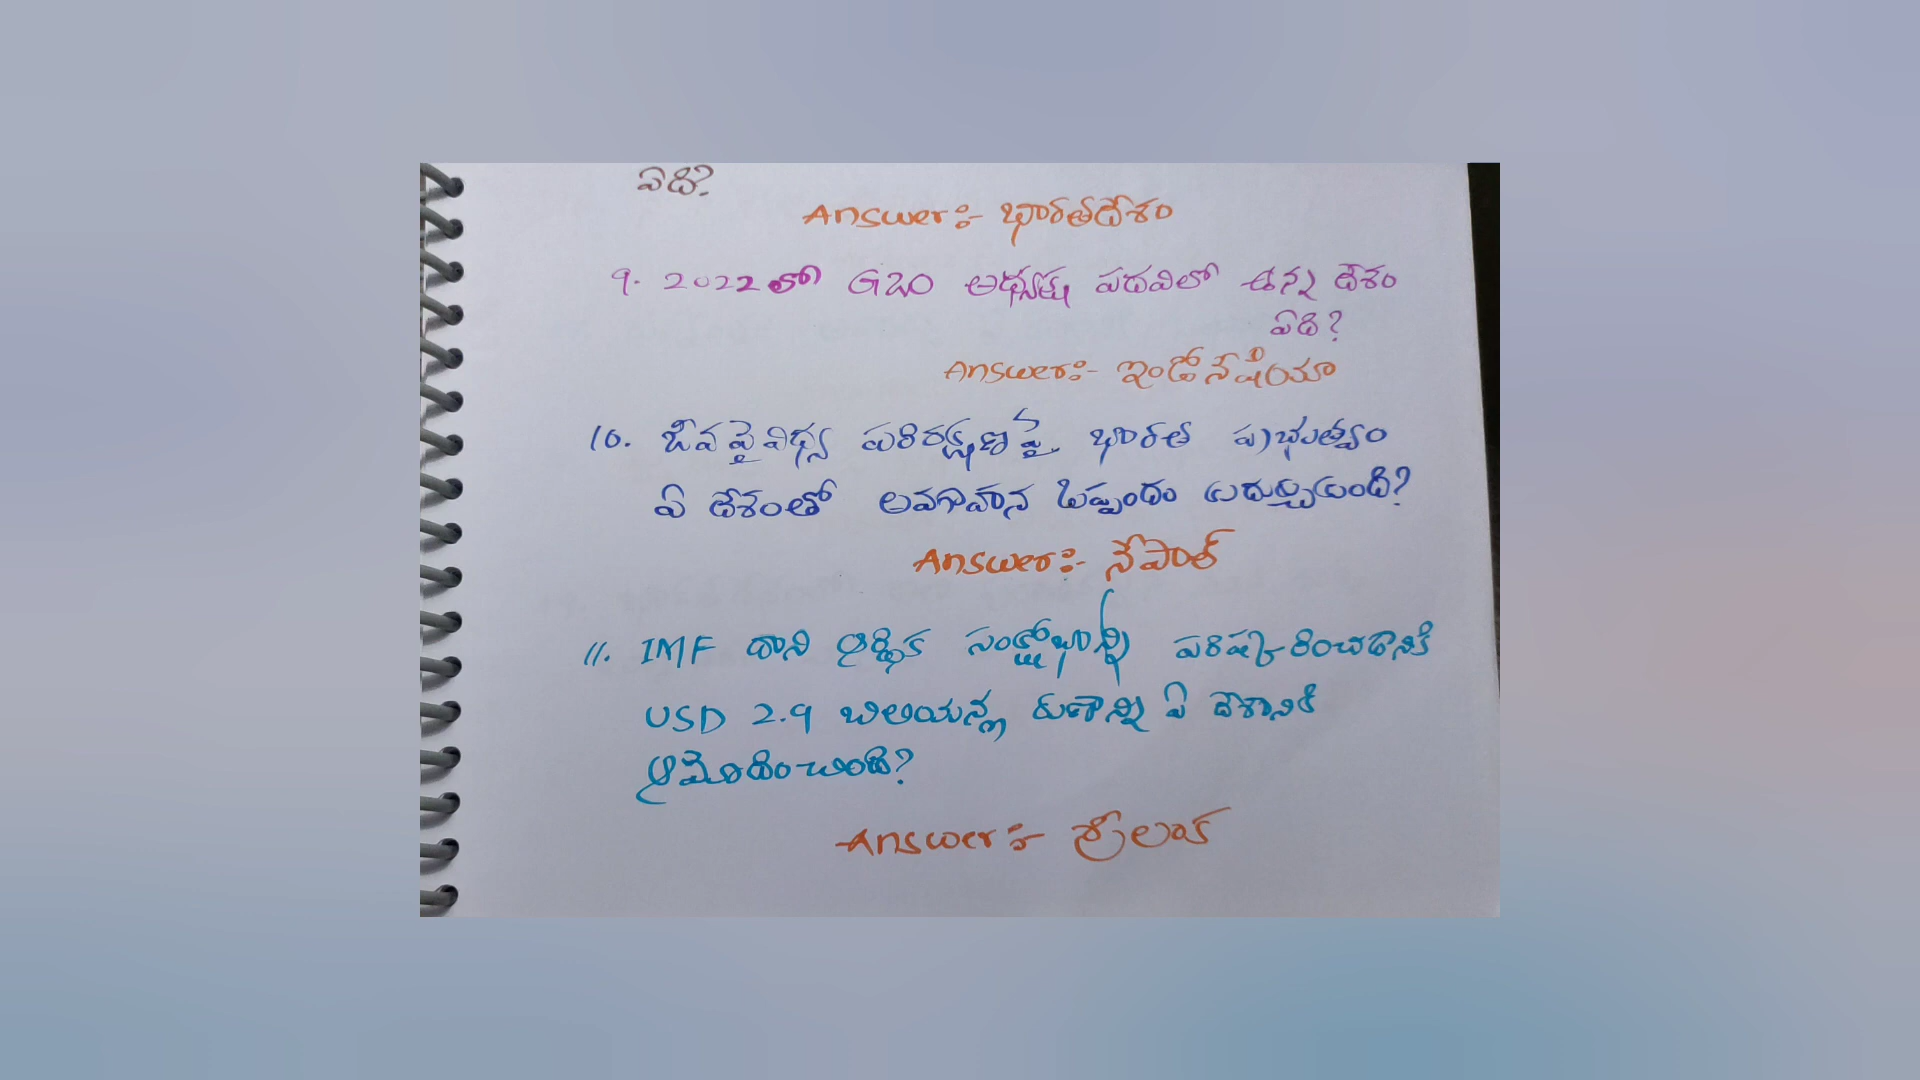 ఏది?
Answer:- భారతదేశం
9. 2022లో G20 అధ్యక్ష పదవిలో ఉన్న దేశం
ఏది?
Answer:- ఇండోనేషియా
10. జీవవైవిధ్య పరిరక్షణపై భారత ప్రభుత్వం
ఏ దేశంతో అవగాహన ఒప్పందం కుదుర్చుకుంది?
Answer:- నేపాల్
11. IMF దాని ఆర్థిక సంక్షోభాన్ని పరిష్కరించడానికి
USD 2.9 బిలియన్ల రుణాన్ని ఏ దేశానికి
ఆమోదించింది?
Answer:- శ్రీలంక